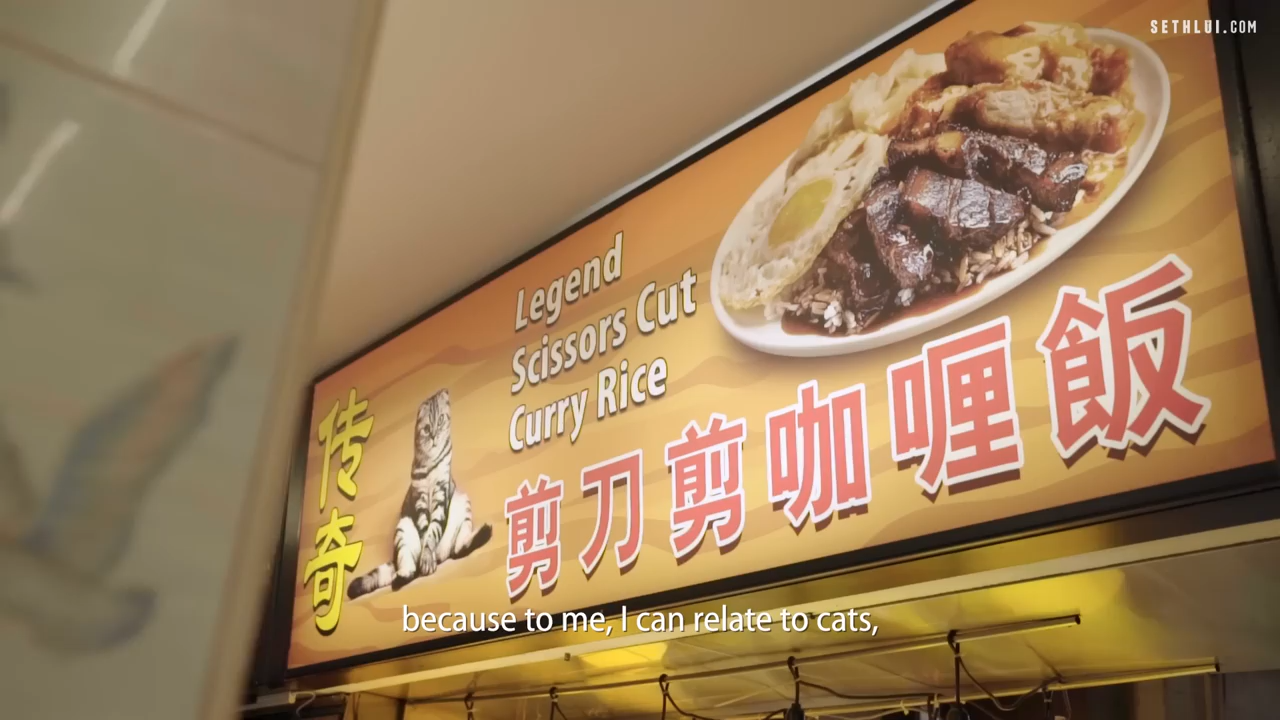 SETHLUI.COM
Legend
Scissors Cut
Curry Rice
传奇
剪刀剪咖喱飯
because to me, I can relate to cats,